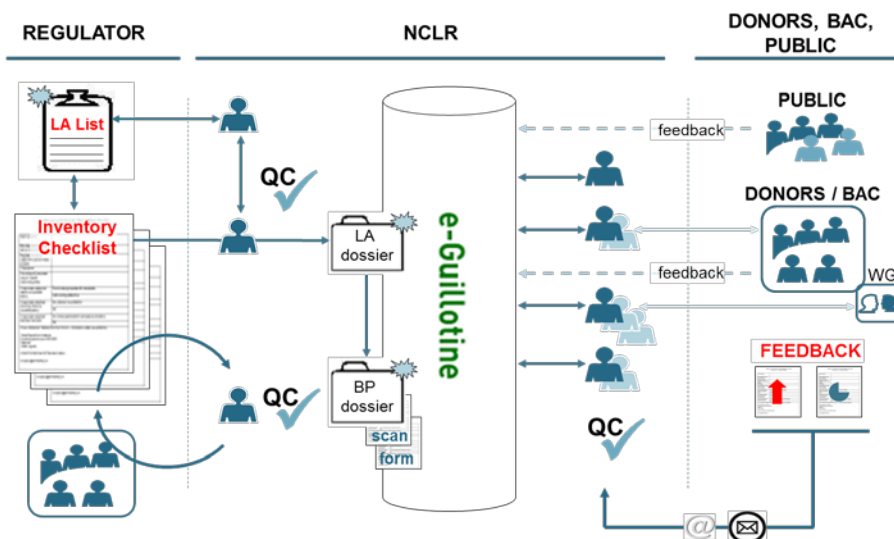 REGULATOR
NCLR
DONORS, BAC,
PUBLIC
LA List
QC
Inventory
Checklist
LA
dossier
BP
dossier
scan
form
QC
e-Guillotine
feedback
PUBLIC
DONORS / BAC
feedback
WG
FEEDBACK
QC
@